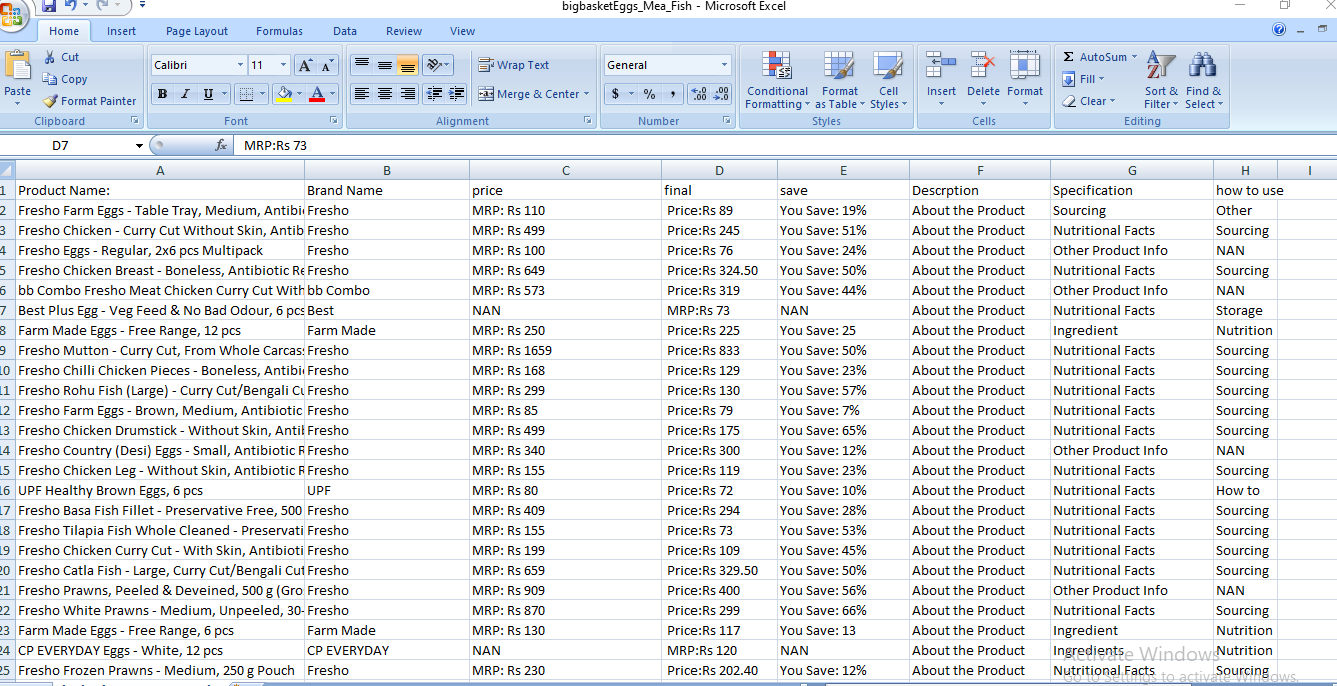 bigbasketEggs_Mea_Fish - Microsoft Excel
Home Insert Page Layout Formulas Data Review View
Cut
Copy
Format Painter
Paste
Clipboard
Calibri 11
B I U
Font
Wrap Text
Merge & Center
Alignment
General
$ % ,
Number
Conditional Formatting
Format as Table
Cell Styles
Styles
Insert Delete Format
Cells
AutoSum
Fill
Clear
Sort & Filter
Find & Select
Editing
D7 fx MRP:Rs 73
A B C D E F G H I
1 Product Name: Brand Name price final save Descrption Specification how to use
2 Fresho Farm Eggs - Table Tray, Medium, Antibi Fresho MRP: Rs 110 Price:Rs 89 You Save: 19% About the Product Sourcing Other
3 Fresho Chicken - Curry Cut Without Skin, Antib Fresho MRP: Rs 499 Price:Rs 245 You Save: 51% About the Product Nutritional Facts Sourcing
4 Fresho Eggs - Regular, 2x6 pcs Multipack Fresho MRP: Rs 100 Price:Rs 76 You Save: 24% About the Product Other Product Info NAN
5 Fresho Chicken Breast - Boneless, Antibiotic Re Fresho MRP: Rs 649 Price:Rs 324.50 You Save: 50% About the Product Nutritional Facts Sourcing
6 bb Combo Fresho Meat Chicken Curry Cut With bb Combo MRP: Rs 573 Price:Rs 319 You Save: 44% About the Product Other Product Info NAN
7 Best Plus Egg - Veg Feed & No Bad Odour, 6 pcs Best NAN MRP:Rs 73 NAN About the Product Nutritional Facts Storage
8 Farm Made Eggs - Free Range, 12 pcs Farm Made MRP: Rs 250 Price:Rs 225 You Save: 25 About the Product Ingredient Nutrition
9 Fresho Mutton - Curry Cut, From Whole Carcas Fresho MRP: Rs 1659 Price:Rs 833 You Save: 50% About the Product Nutritional Facts Sourcing
10 Fresho Chilli Chicken Pieces - Boneless, Antibi Fresho MRP: Rs 168 Price:Rs 129 You Save: 23% About the Product Nutritional Facts Sourcing
11 Fresho Rohu Fish (Large) - Curry Cut/Bengali Cu Fresho MRP: Rs 299 Price:Rs 130 You Save: 57% About the Product Nutritional Facts Sourcing
12 Fresho Farm Eggs - Brown, Medium, Antibiotic Fresho MRP: Rs 85 Price:Rs 79 You Save: 7% About the Product Nutritional Facts Sourcing
13 Fresho Chicken Drumstick - Without Skin, Anti Fresho MRP: Rs 499 Price:Rs 175 You Save: 65% About the Product Nutritional Facts Sourcing
14 Fresho Country (Desi) Eggs - Small, Antibiotic R Fresho MRP: Rs 340 Price:Rs 300 You Save: 12% About the Product Other Product Info NAN
15 Fresho Chicken Leg - Without Skin, Antibiotic R Fresho MRP: Rs 155 Price:Rs 119 You Save: 23% About the Product Nutritional Facts Sourcing
16 UPF Healthy Brown Eggs, 6 pcs UPF MRP: Rs 80 Price:Rs 72 You Save: 10% About the Product Nutritional Facts How to
17 Fresho Basa Fish Fillet - Preservative Free, 500 Fresho MRP: Rs 409 Price:Rs 294 You Save: 28% About the Product Nutritional Facts Sourcing
18 Fresho Tilapia Fish Whole Cleaned - Preservati Fresho MRP: Rs 155 Price:Rs 73 You Save: 53% About the Product Nutritional Facts Sourcing
19 Fresho Chicken Curry Cut - With Skin, Antibioti Fresho MRP: Rs 199 Price:Rs 109 You Save: 45% About the Product Nutritional Facts Sourcing
20 Fresho Catla Fish - Large, Curry Cut/Bengali Cut Fresho MRP: Rs 659 Price:Rs 329.50 You Save: 50% About the Product Nutritional Facts Sourcing
21 Fresho Prawns, Peeled & Deveined, 500 g (Gro Fresho MRP: Rs 909 Price:Rs 400 You Save: 56% About the Product Other Product Info NAN
22 Fresho White Prawns - Medium, Unpeeled, 30- Fresho MRP: Rs 870 Price:Rs 299 You Save: 66% About the Product Nutritional Facts Sourcing
23 Farm Made Eggs - Free Range, 6 pcs Farm Made MRP: Rs 130 Price:Rs 117 You Save: 13 About the Product Ingredient Nutrition
24 CP EVERYDAY Eggs - White, 12 pcs CP EVERYDAY NAN MRP:Rs 120 NAN About the Product Ingredients Nutrition
25 Fresho Frozen Prawns - Medium, 250 g Pouch Fresho MRP: Rs 230 Price:Rs 202.40 You Save: 12% About the Product Nutritional Facts Sourcing
Activate Windows
Go to Settings to activate Windows.